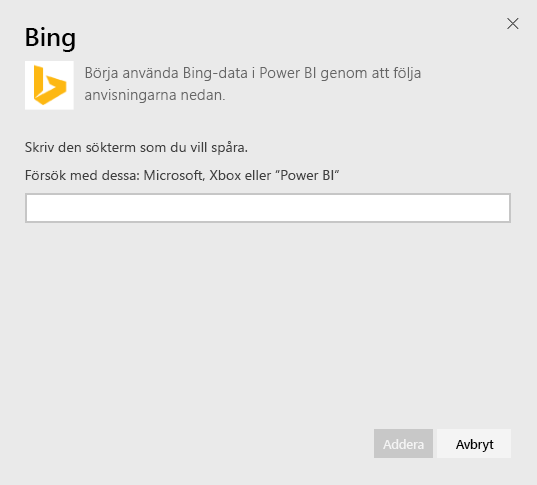 Bing
Börja använda Bing-data i Power BI genom att följa
anvisningarna nedan.
Skriv den sökterm som du vill spåra.
Försök med dessa: Microsoft, Xbox eller "Power BI"
Addera
Avbryt